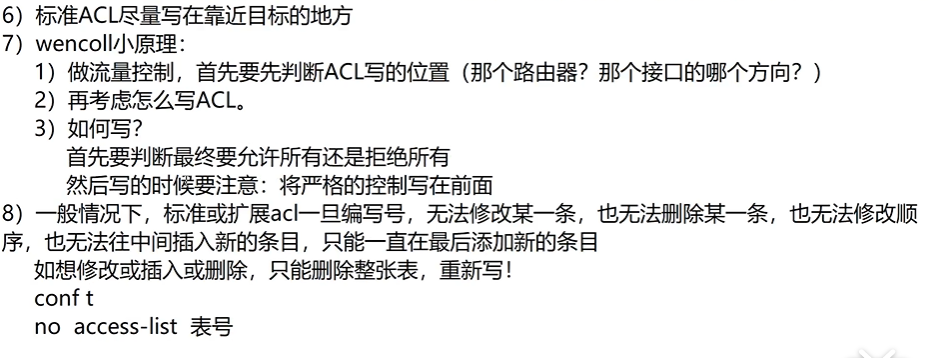 6）标准ACL尽量写在靠近目标的地方
7）wencoll小原理：
1）做流量控制，首先要先判断ACL写的位置（那个路由器？那个接口的哪个方向？）
2）再考虑怎么写ACL。
3）如何写？
首先要判断最终要允许所有还是拒绝所有
然后写的时候要注意：将严格的控制写在前面
8）一般情况下，标准或扩展acl一旦编写号，无法修改某一条，也无法删除某一条，也无法修改顺
序，也无法往中间插入新的条目，只能一直在最后添加新的条目
如想修改或插入或删除，只能删除整张表，重新写！
conf t
no access-list 表号